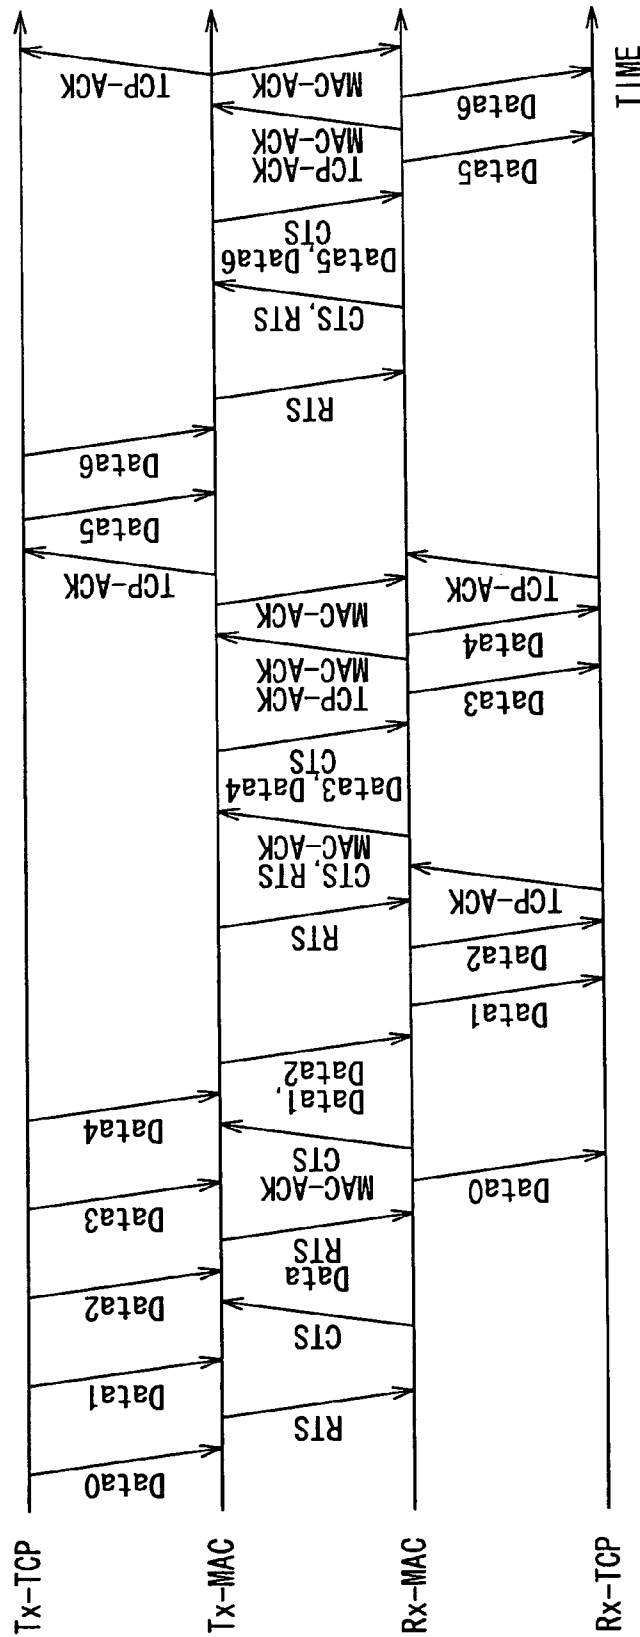 Tx-TCP
Tx-MAC
Rx-MAC
Rx-TCP
TIME
Data0
Data1
Data2
Data3
Data4
TCP-ACK
Data5
Data6
TCP-ACK
RTS
CTS
Data
RTS
MAC-ACK
CTS
Data1,
Data2
RTS
CTS, RTS
MAC-ACK
Data3, Data4
CTS
TCP-ACK
MAC-ACK
MAC-ACK
RTS
CTS, RTS
Data5, Data6
CTS
TCP-ACK
MAC-ACK
MAC-ACK
Data0
Data1
Data2
TCP-ACK
Data3
Data4
TCP-ACK
Data5
Data6